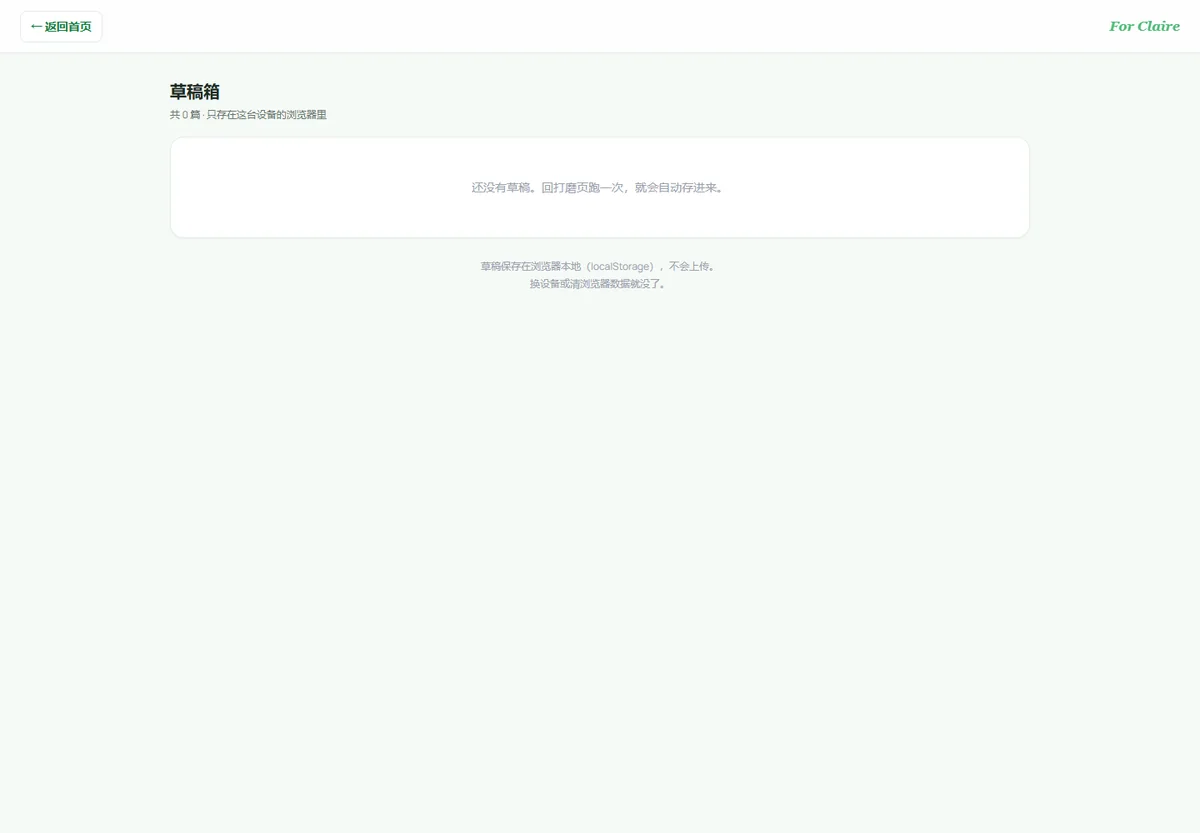 ← 返回首页
For Claire
草稿箱
共 0 篇 · 只存在这台设备的浏览器里
还没有草稿。回打磨页跑一次，就会自动存进来。
草稿保存在浏览器本地（localStorage），不会上传。
换设备或清浏览器数据就没了。